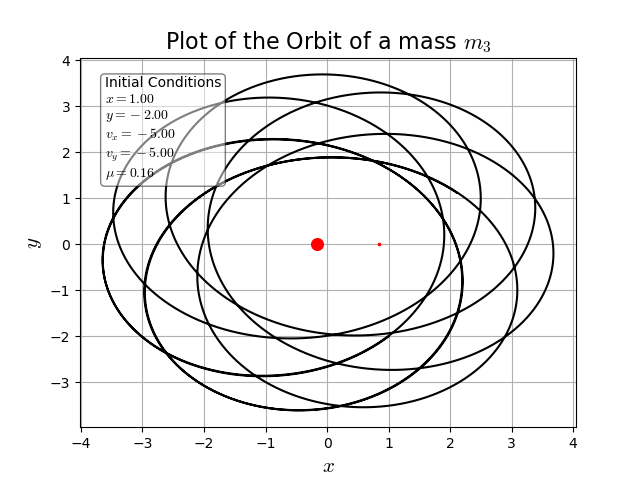 Plot of the Orbit of a mass m₃
Initial Conditions
x = 1.00
y = −2.00
vₓ = −5.00
v_y = −5.00
μ = 0.16
4
3
2
1
0
−1
−2
−3
y
−4 −3 −2 −1 0 1 2 3 4
x